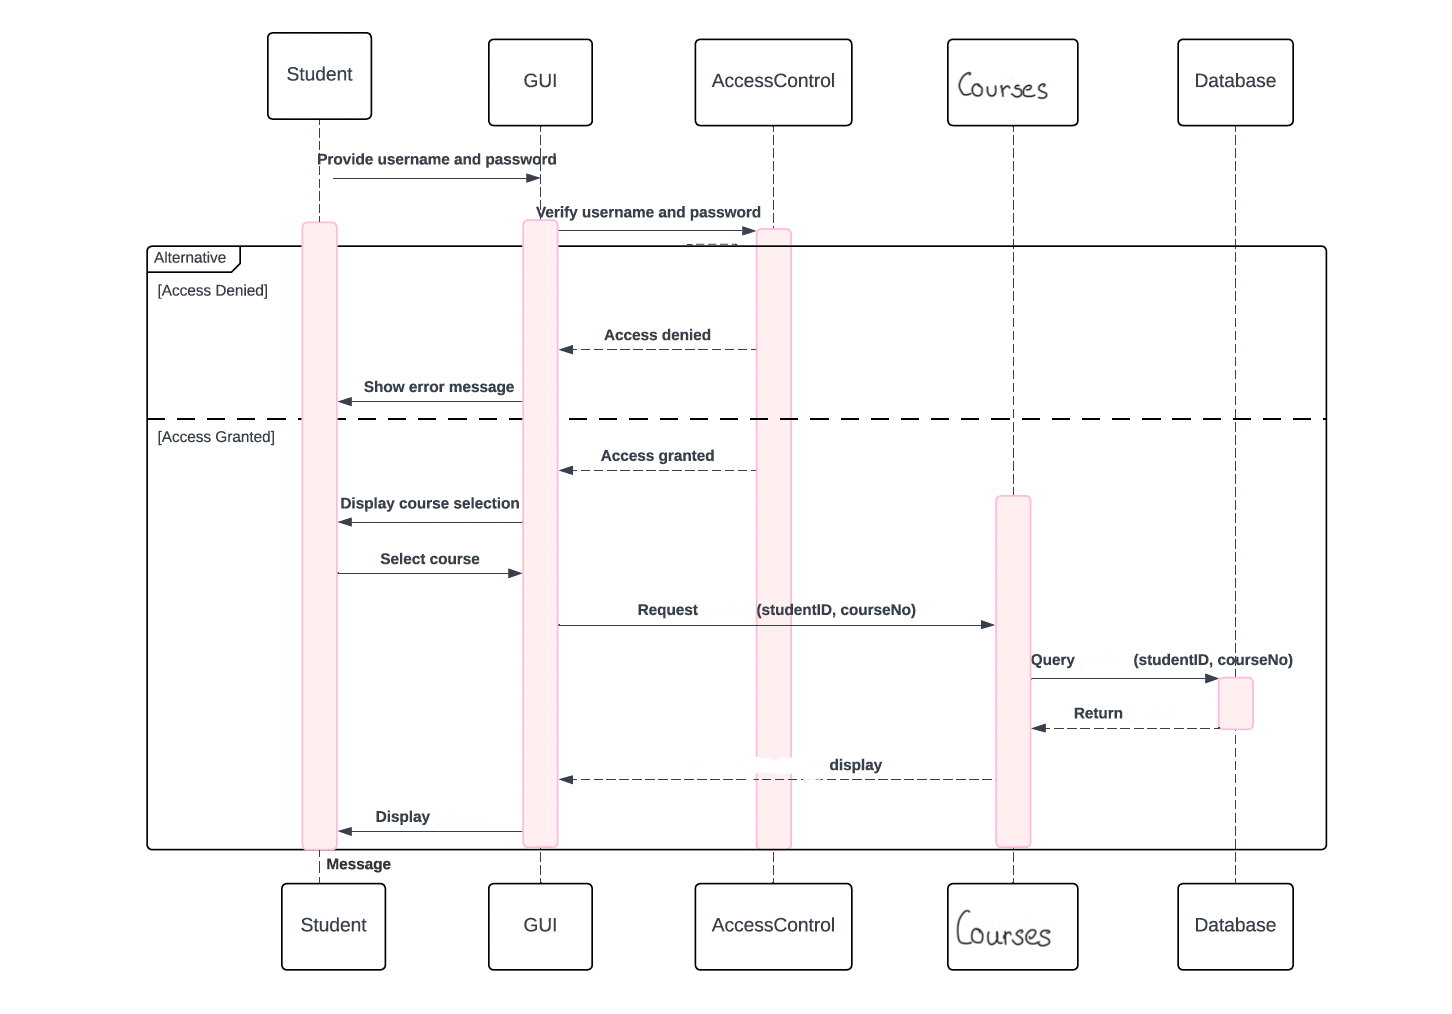 Student GUI AccessControl Courses Database
Provide username and password
Verify username and password
Alternative
[Access Denied]
Access denied
Show error message
[Access Granted]
Access granted
Display course selection
Select course
Request (studentID, courseNo)
Query (studentID, courseNo)
Return
display
Display
Message
Student GUI AccessControl Courses Database